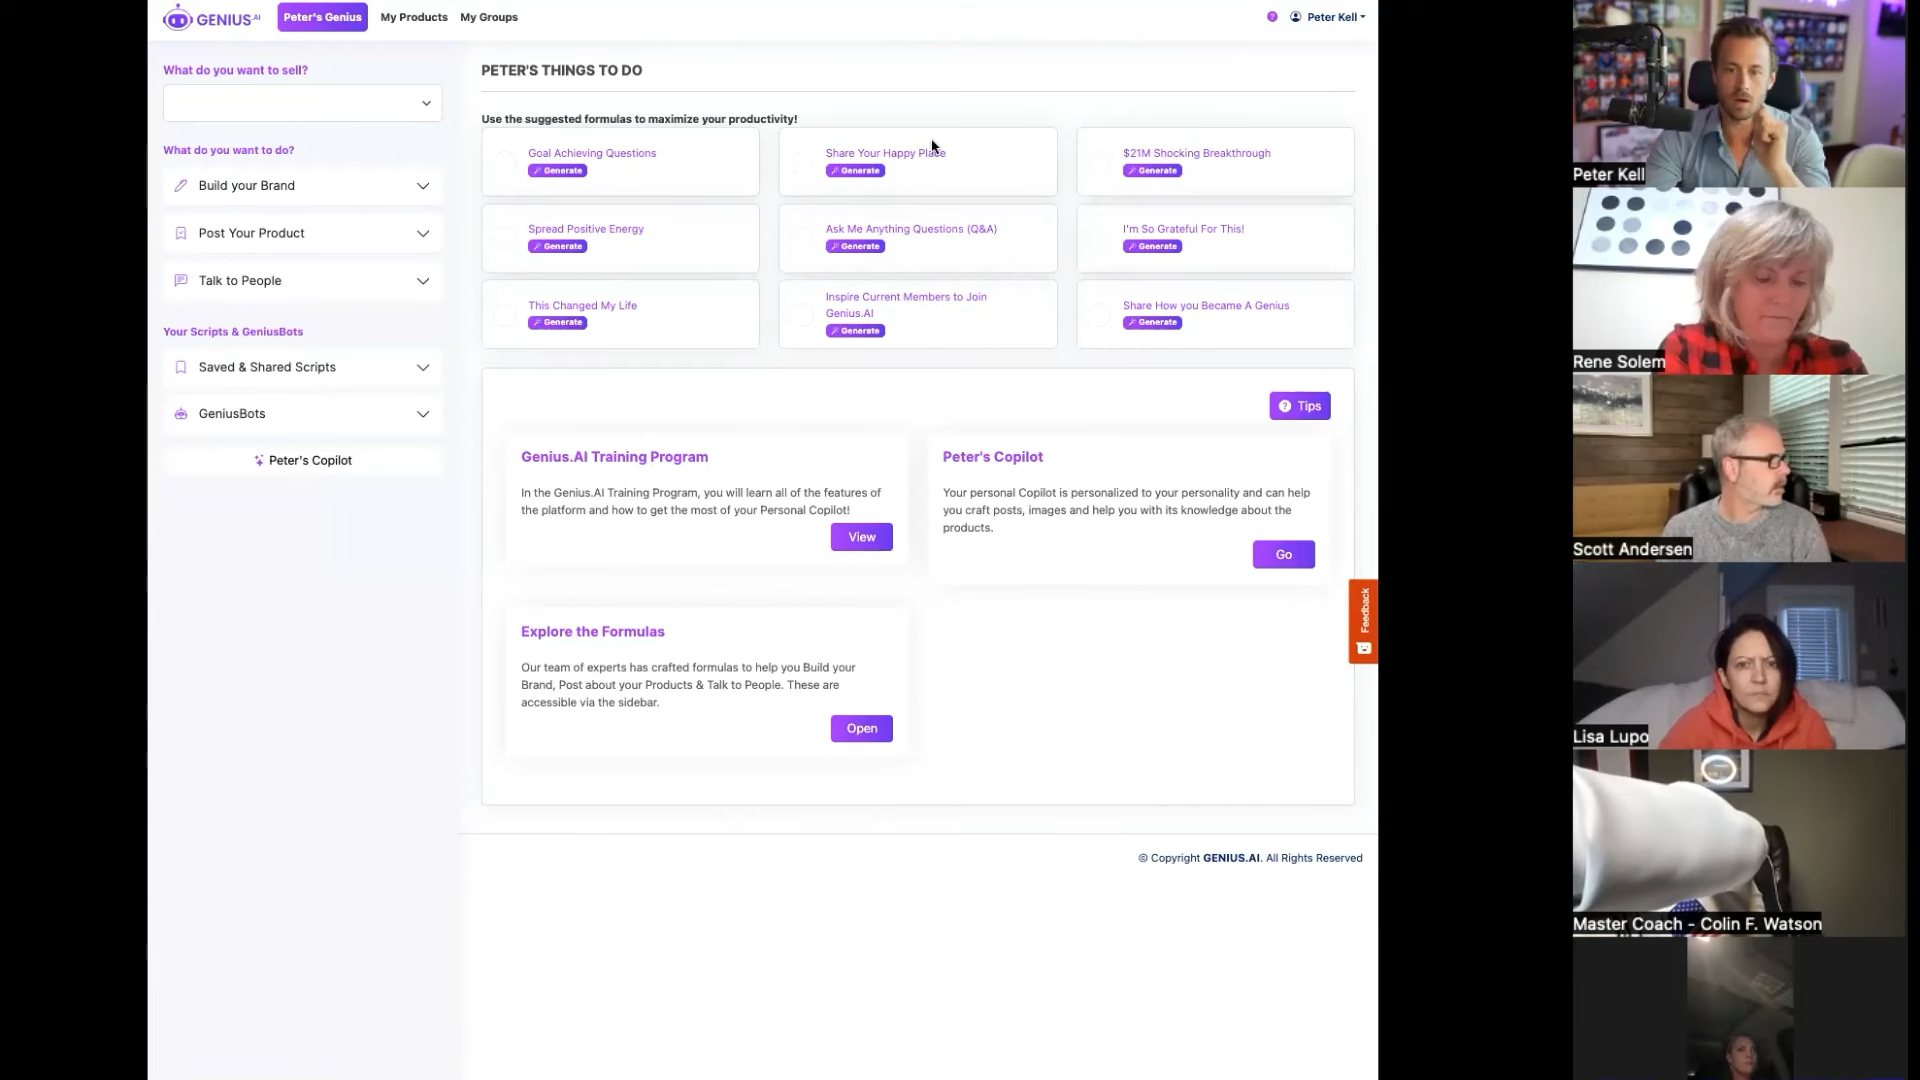 GENIUS.AI
Peter's Genius
My Products
My Groups
?
Peter Kell
What do you want to sell?
What do you want to do?
Build your Brand
Post Your Product
Talk to People
Your Scripts & GeniusBots
Saved & Shared Scripts
GeniusBots
Peter's Copilot
PETER'S THINGS TO DO
Use the suggested formulas to maximize your productivity!
Goal Achieving Questions
Generate
Share Your Happy Place
Generate
$21M Shocking Breakthrough
Generate
Spread Positive Energy
Generate
Ask Me Anything Questions (Q&A)
Generate
I'm So Grateful For This!
Generate
This Changed My Life
Generate
Inspire Current Members to Join
Genius.AI
Generate
Share How you Became A Genius
Generate
? Tips
Genius.AI Training Program
In the Genius.AI Training Program, you will learn all of the features of
the platform and how to get the most of your Personal Copilot!
View
Peter's Copilot
Your personal Copilot is personalized to your personality and can help
you craft posts, images and help you with its knowledge about the
products.
Go
Explore the Formulas
Our team of experts has crafted formulas to help you Build your
Brand, Post about your Products & Talk to People. These are
accessible via the sidebar.
Open
Feedback
© Copyright GENIUS.AI. All Rights Reserved
Peter Kell
Rene Solem
Scott Andersen
Lisa Lupo
Master Coach - Colin F. Watson